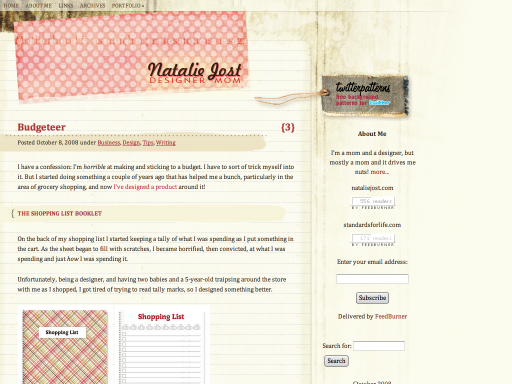 HOME ABOUT ME LINKS ARCHIVES PORTFOLIO »
Natalie Jost
DESIGNER MOM
twitterpatterns
free background
patterns for twitter
Budgeteer
{3}
Posted October 8, 2008 under Business, Design, Tips, Writing
I have a confession: I'm horrible at making and sticking to a budget. I have to sort of trick myself into
it. But I started doing something a couple of years ago that has helped me a bunch, particularly in the
area of grocery shopping, and now I've designed a product around it!
{ THE SHOPPING LIST BOOKLET
On the back of my shopping list I started keeping a tally of what I was spending as I put something in
the cart. As the sheet began to fill with scratches, I became horrified, then convicted, at what I was
spending and just how I was spending it.
Unfortunately, being a designer, and having two babies and a 5-year-old traipsing around the store
with me as I shopped, I got tired of trying to read tally marks, so I designed something better.
Shopping List
Shopping List
About Me
I'm a mom and a designer, but
mostly a mom and it drives me
nuts! more...
nataliejost.com
956 readers
BY FEEDBURNER
standardsforlife.com
171 readers
BY FEEDBURNER
Enter your email address:
Subscribe
Delivered by FeedBurner
Search for:
Search
October 2008